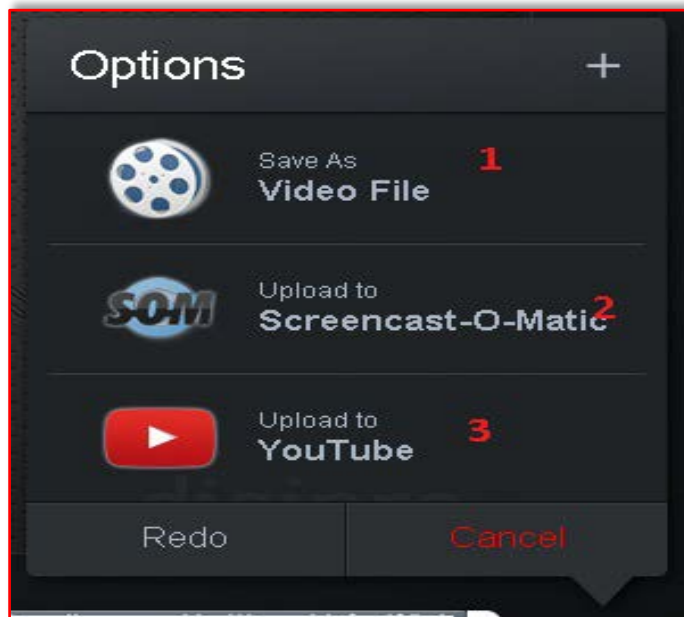 Options +
Save As 1
Video File
SOM
Upload to
Screencast-O-Matic 2
Upload to
YouTube 3
Redo Cancel